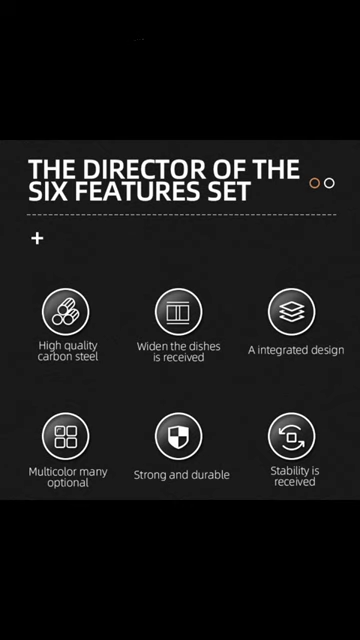 THE DIRECTOR OF THE
SIX FEATURES SET
+
High quality
carbon steel
Widen the dishes
is received
A integrated design
Multicolor many
optional
Strong and durable
Stability is
received